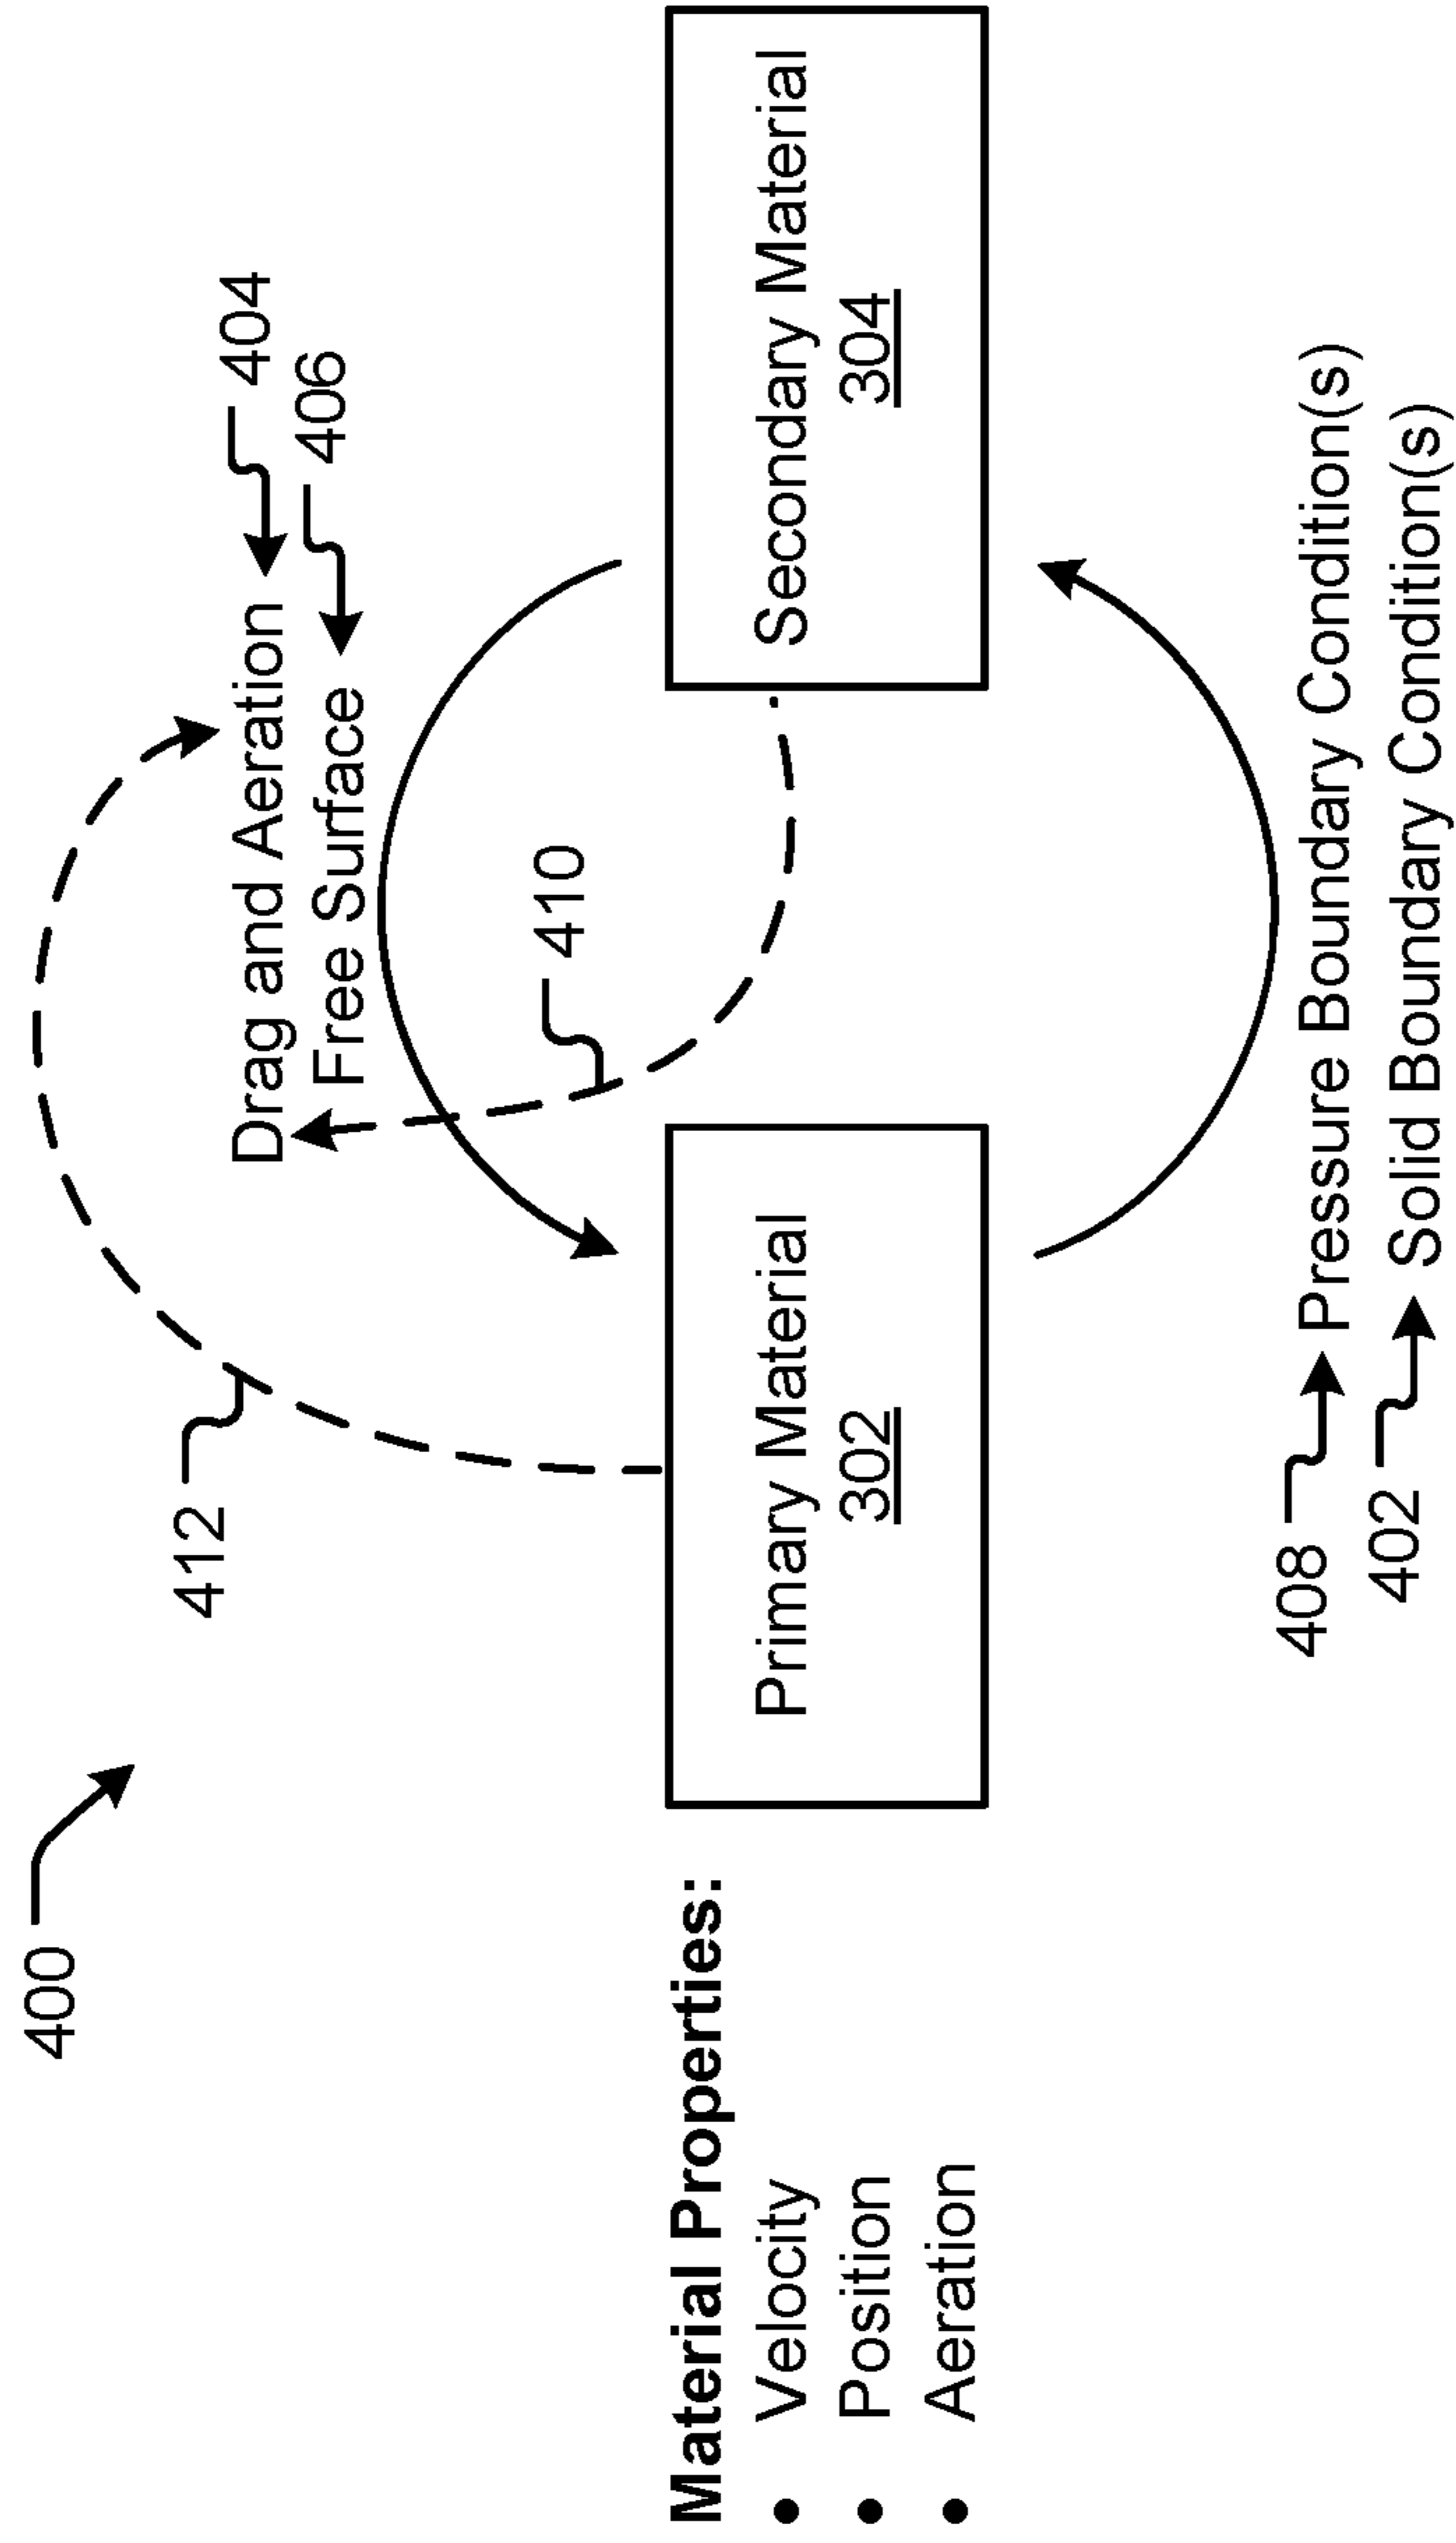 400
412
Drag and Aeration
404
Free Surface
406
410
Material Properties:
• Velocity
• Position
• Aeration
Primary Material
302
Secondary Material
304
408
Pressure Boundary Condition(s)
402
Solid Boundary Condition(s)